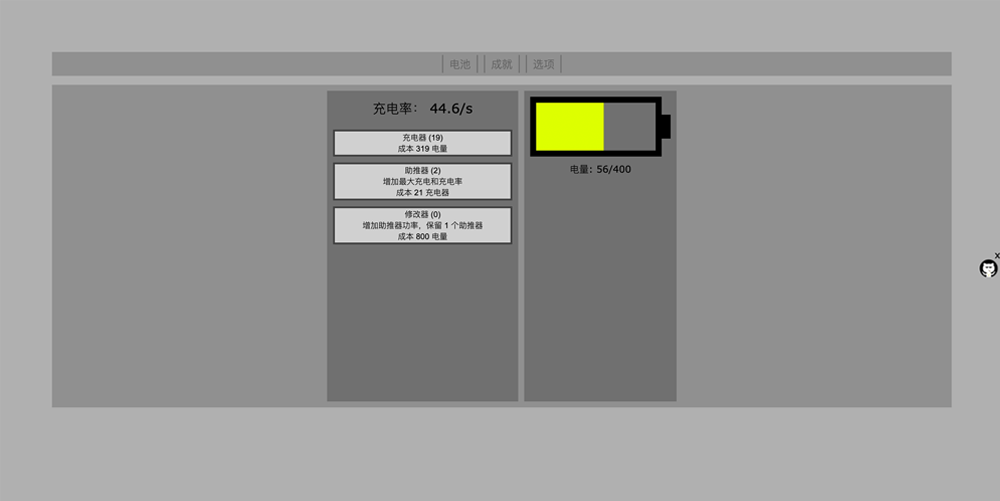 电池 成就 选项
充电率： 44.6/s
充电器 (19)
成本 319 电量
助推器 (2)
增加最大充电和充电率
成本 21 充电器
修改器 (0)
增加助推器功率，保留 1 个助推器
成本 800 电量
电量: 56/400
x